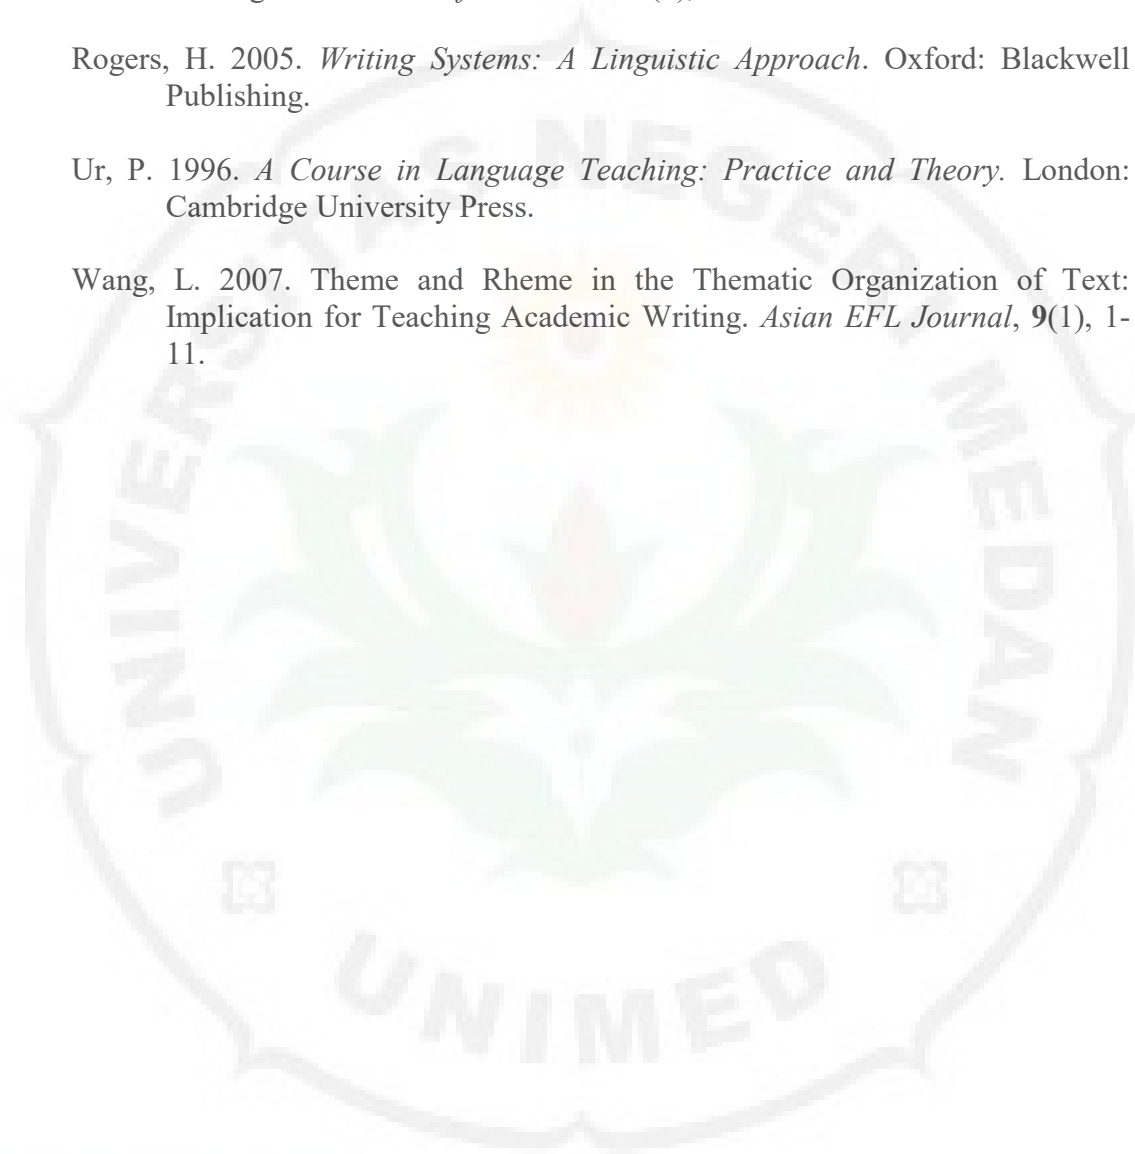 Rogers, H. 2005. Writing Systems: A Linguistic Approach. Oxford: Blackwell
Publishing.
Ur, P. 1996. A Course in Language Teaching: Practice and Theory. London:
Cambridge University Press.
Wang, L. 2007. Theme and Rheme in the Thematic Organization of Text:
Implication for Teaching Academic Writing. Asian EFL Journal, 9(1), 1-
11.
UNIVERSITAS NEGERI MEDAN
UNIMED